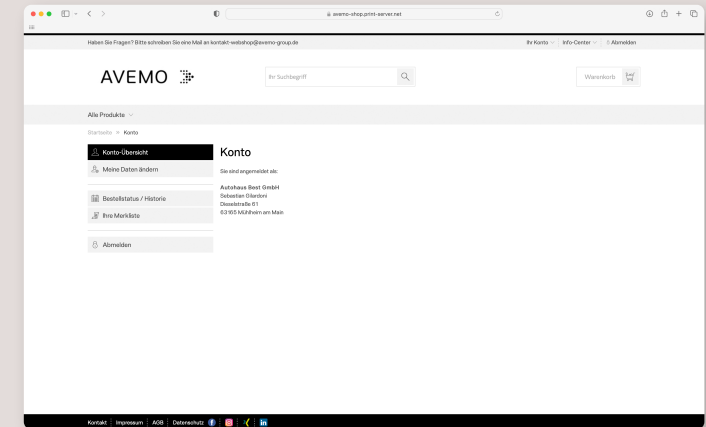 avemo-shop.print-server.net
Haben Sie Fragen? Bitte schreiben Sie eine Mail an kontakt-webshop@avemo-group.de
Ihr Konto
Info-Center
Abmelden
AVEMO
Ihr Suchbegriff
Warenkorb
Alle Produkte
Startseite
Konto
Konto-Übersicht
Meine Daten ändern
Bestellstatus / Historie
Ihre Merkliste
Abmelden
Konto
Sie sind angemeldet als:
Autohaus Best GmbH
Sebastian Gilardoni
Dieselstraße 61
63165 Mühlheim am Main
Kontakt
Impressum
AGB
Datenschutz